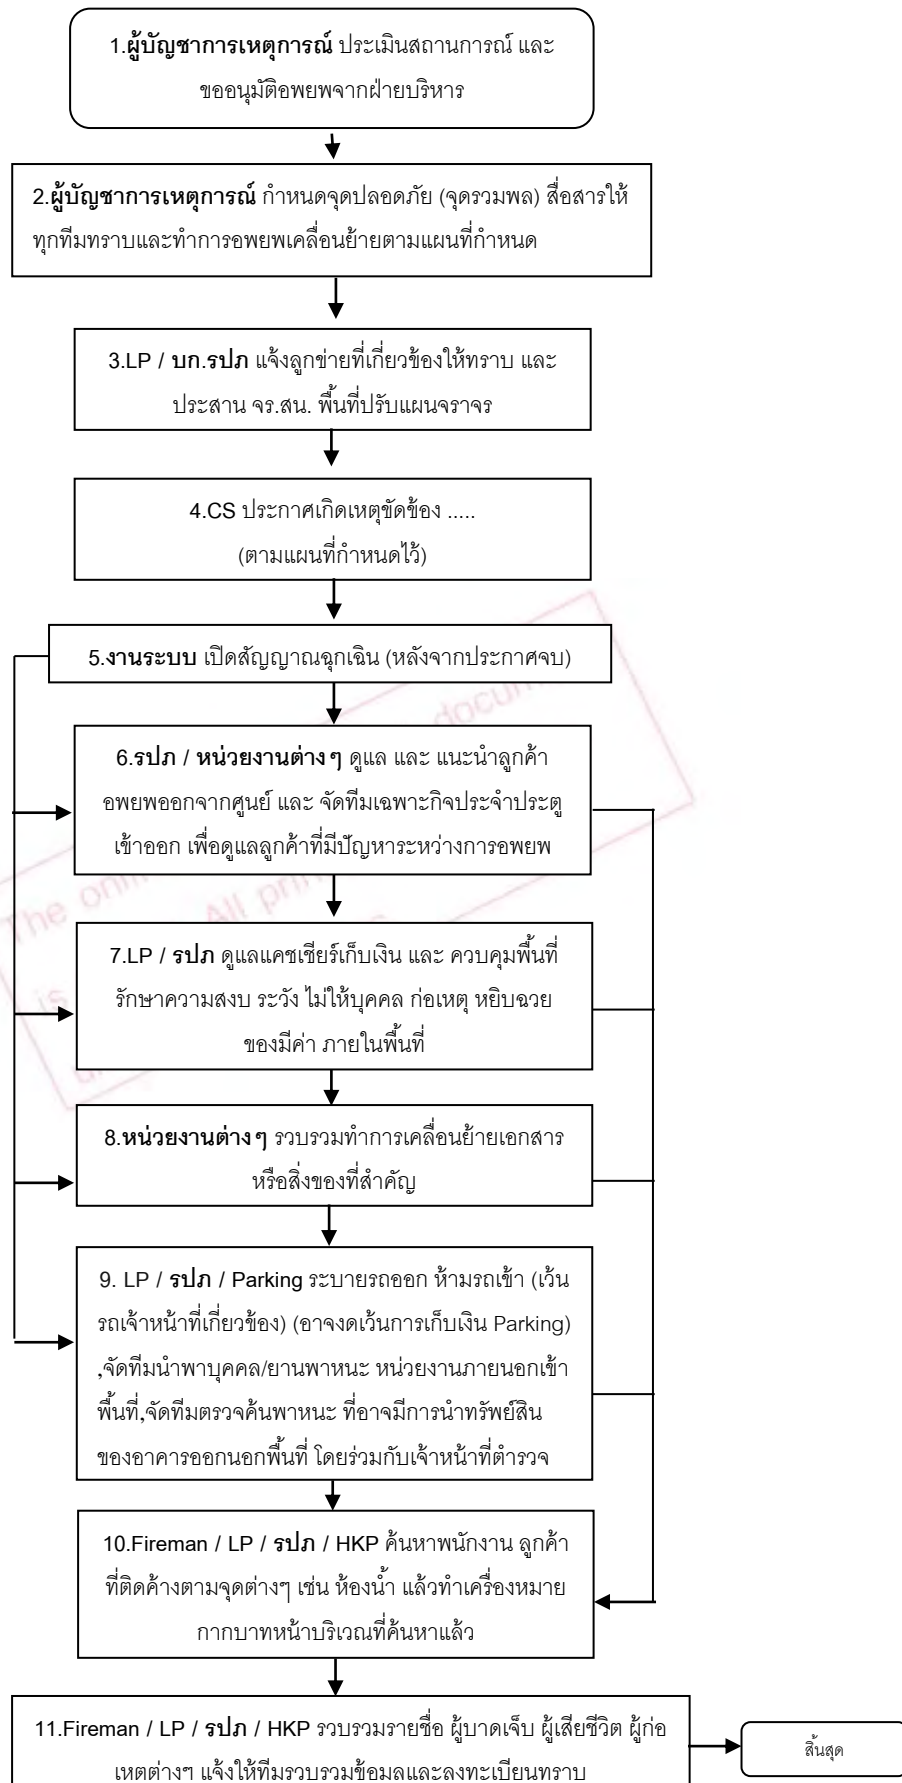 1.ผู้บัญชาการเหตุการณ์ ประเมินสถานการณ์ และ
ขออนุมัติอพยพจากฝ่ายบริหาร
2.ผู้บัญชาการเหตุการณ์ กำหนดจุดปลอดภัย (จุดรวมพล) สื่อสารให้
ทุกทีมทราบและทำการอพยพเคลื่อนย้ายตามแผนที่กำหนด
3.LP / บก.รปภ แจ้งลูกข่ายที่เกี่ยวข้องให้ทราบ และ
ประสาน จร.สน. พื้นที่ปรับแผนจราจร
4.CS ประกาศเกิดเหตุขัดข้อง .....
(ตามแผนที่กำหนดไว้)
5.งานระบบ เปิดสัญญาณฉุกเฉิน (หลังจากประกาศจบ)
6.รปภ / หน่วยงานต่างๆ ดูแล และ แนะนำลูกค้า
อพยพออกจากศูนย์ และ จัดทีมเฉพาะกิจประจำประตู
เข้าออก เพื่อดูแลลูกค้าที่มีปัญหาระหว่างการอพยพ
7.LP / รปภ ดูแลแคชเชียร์เก็บเงิน และ ควบคุมพื้นที่
รักษาความสงบ ระวัง ไม่ให้บุคคล ก่อเหตุ หยิบฉวย
ของมีค่า ภายในพื้นที่
8.หน่วยงานต่างๆ รวบรวมทำการเคลื่อนย้ายเอกสาร
หรือสิ่งของที่สำคัญ
9. LP / รปภ / Parking ระบายรถออก ห้ามรถเข้า (เว้น
รถเจ้าหน้าที่เกี่ยวข้อง) (อาจงดเว้นการเก็บเงิน Parking)
,จัดทีมนำพาบุคคล/ยานพาหนะ หน่วยงานภายนอกเข้า
พื้นที่,จัดทีมตรวจค้นพาหนะ ที่อาจมีการนำทรัพย์สิน
ของอาคารออกนอกพื้นที่ โดยร่วมกับเจ้าหน้าที่ตำรวจ
10.Fireman / LP / รปภ / HKP ค้นหาพนักงาน ลูกค้า
ที่ติดค้างตามจุดต่างๆ เช่น ห้องน้ำ แล้วทำเครื่องหมาย
กากบาทหน้าบริเวณที่ค้นหาแล้ว
11.Fireman / LP / รปภ / HKP รวบรวมรายชื่อ ผู้บาดเจ็บ ผู้เสียชีวิต ผู้ก่อ
เหตุต่างๆ แจ้งให้ทีมรวบรวมข้อมูลและลงทะเบียนทราบ
สิ้นสุด
The
All
is